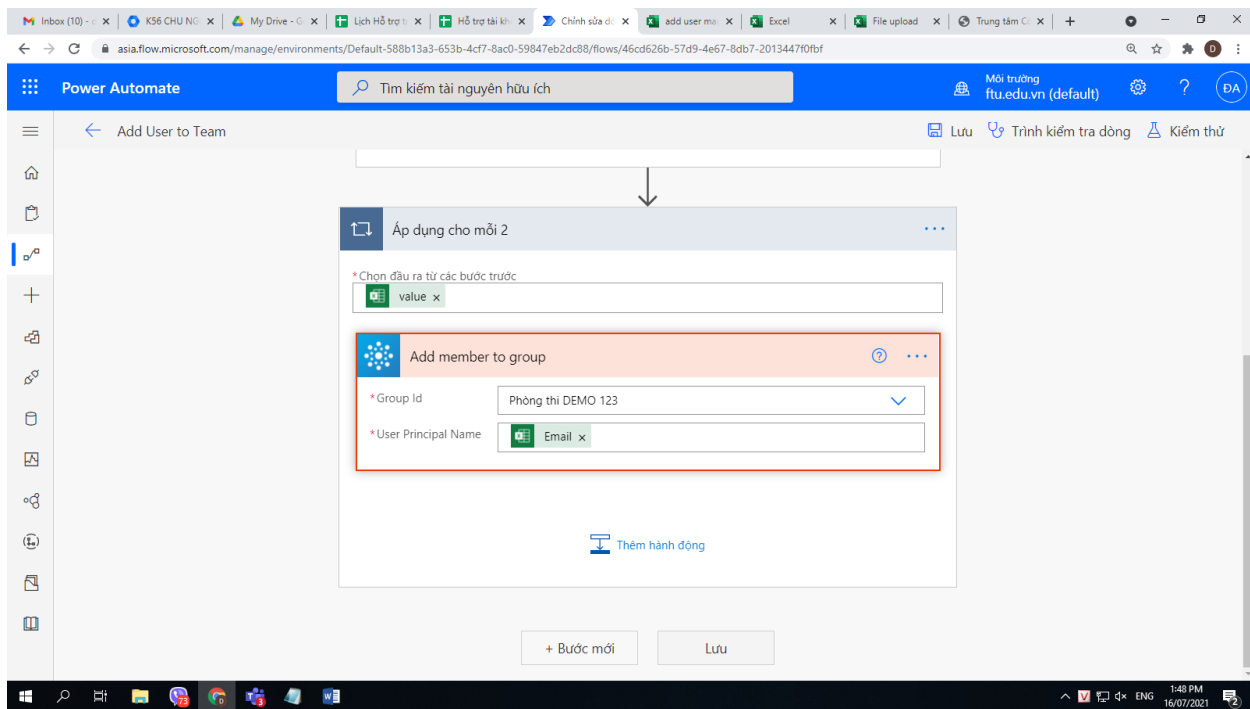 Inbox (10) - c
K56 CHU NG
My Drive - G
Lịch Hỗ trợ t
Hỗ trợ tài kh
Chỉnh sửa dò
add user mai
Excel
File upload
Trung tâm C
asia.flow.microsoft.com/manage/environments/Default-588b13a3-653b-4cf7-8ac0-59847eb2dc88/flows/46cd626b-57d9-4e67-8db7-2013447f0fbf
D
Power Automate
Tìm kiếm tài nguyên hữu ích
Môi trường
ftu.edu.vn (default)
?
ĐA
Add User to Team
Lưu
Trình kiểm tra dòng
Kiểm thử
Áp dụng cho mỗi 2
*Chọn đầu ra từ các bước trước
value
Add member to group
*Group Id
Phòng thi DEMO 123
*User Principal Name
Email
Thêm hành động
+ Bước mới
Lưu
73
ENG
1:48 PM
16/07/2021